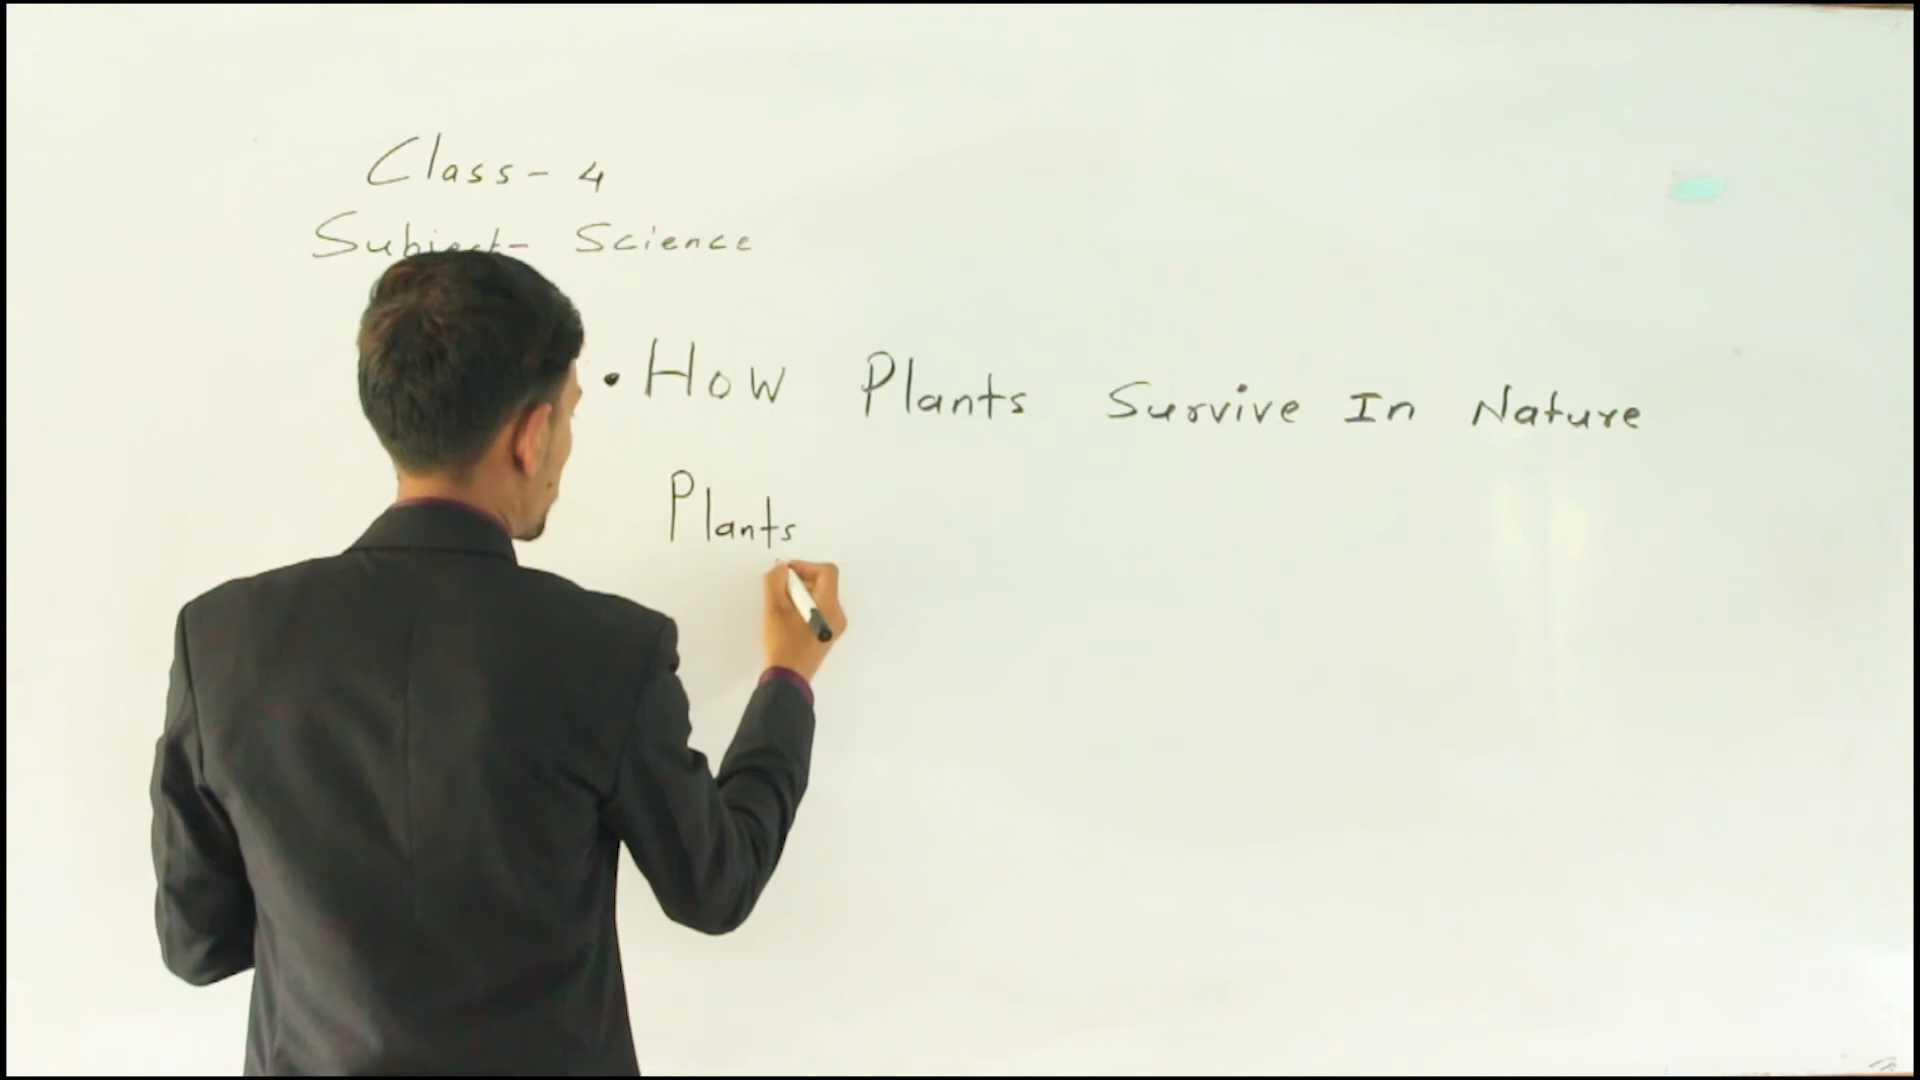 Class- 4
Subject- Science
• How Plants Survive In Nature
Plants